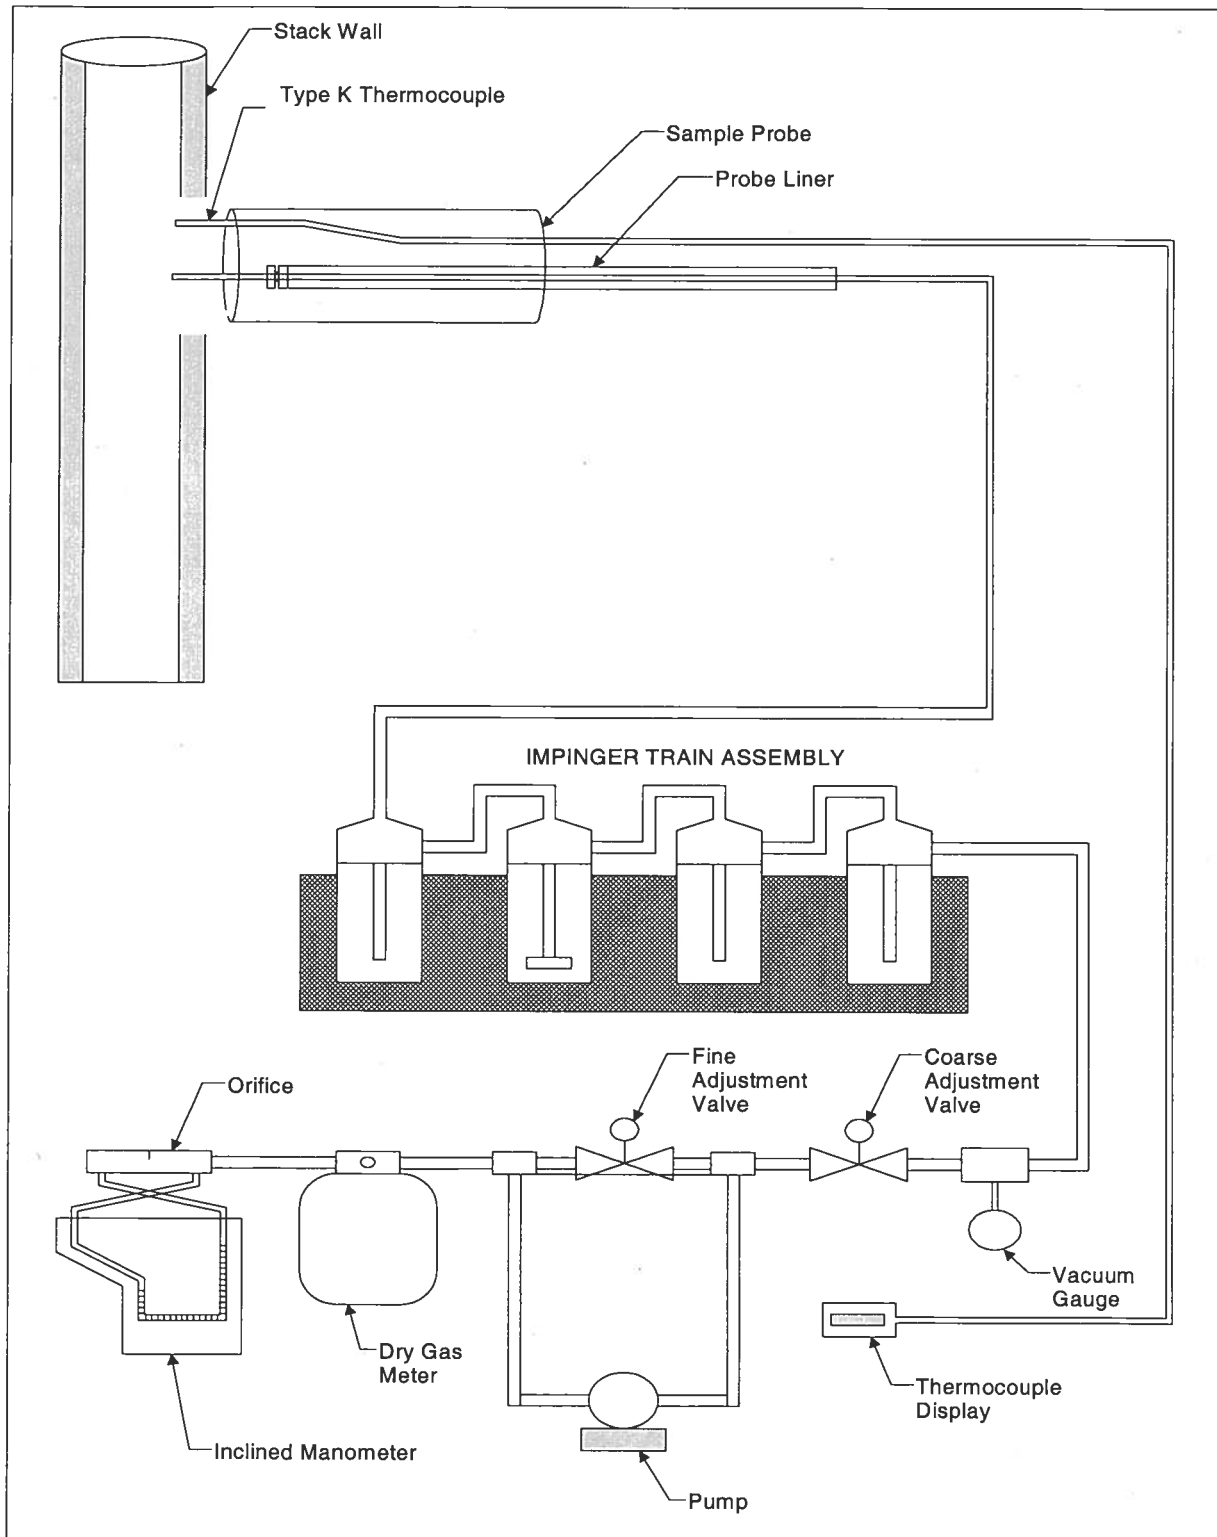 Stack Wall
Type K Thermocouple
Sample Probe
Probe Liner
IMPINGER TRAIN ASSEMBLY
Fine
Adjustment
Valve
Coarse
Adjustment
Valve
Orifice
Vacuum
Gauge
Dry Gas
Meter
Thermocouple
Display
Inclined Manometer
Pump